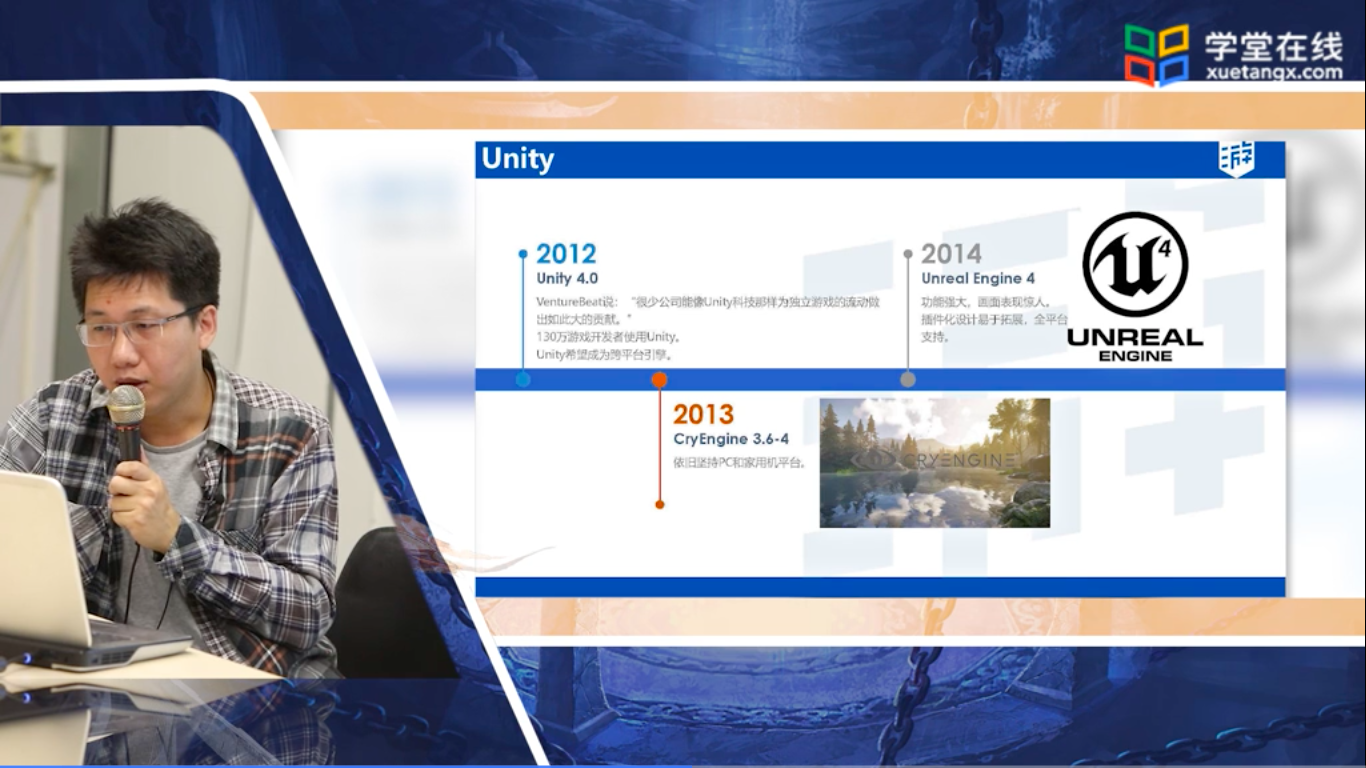 学堂在线
xuetangx.com
Unity
2012
Unity 4.0
VentureBeat说：“很少公司能像Unity科技那样为独立游戏的流动做
出如此大的贡献。”
130万游戏开发者使用Unity。
Unity希望成为跨平台引擎。
2014
Unreal Engine 4
功能强大，画面表现惊人。
插件化设计易于拓展，全平台
支持。
4
UNREAL
ENGINE
2013
CryEngine 3.6-4
依旧坚持PC和家用机平台。
CRYENGINE